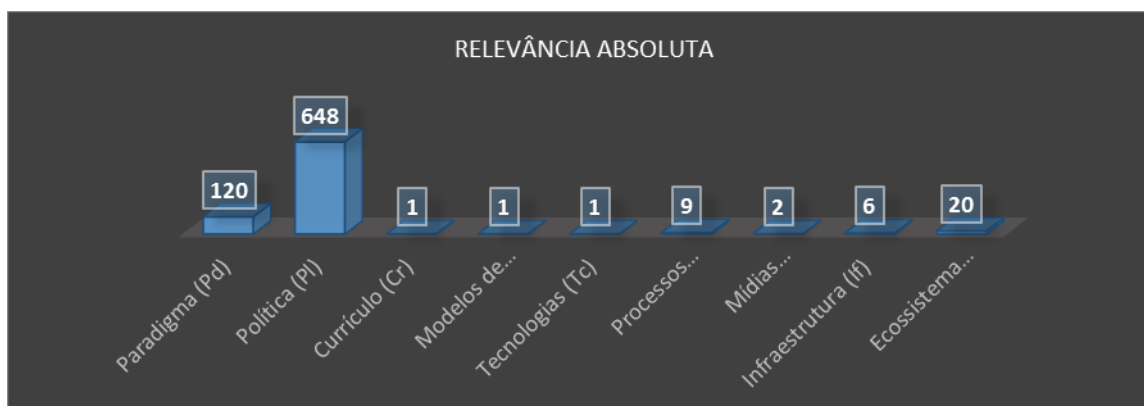 RELEVÂNCIA ABSOLUTA
648
120
1
1
1
9
2
6
20
Paradigma (Pd)
Política (Pl)
Currículo (Cr)
Modelos de...
Tecnologias (Tc)
Processos...
Mídias...
Infraestrutura (If)
Ecossistema...